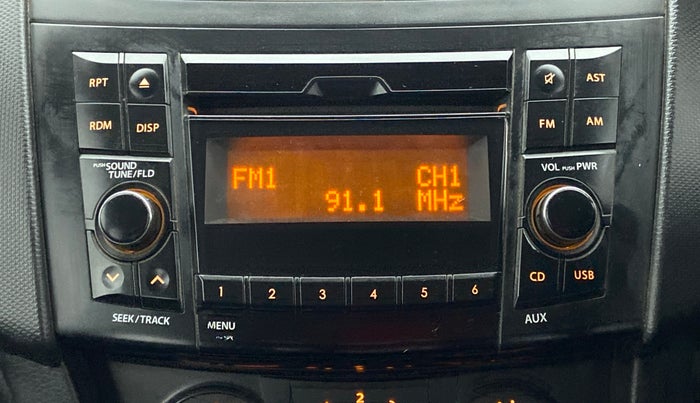 RPT
AST
RDM
DISP
FM
AM
PUSH SOUND
TUNE/FLD
VOL PUSH PWR
FM1
CH1
91.1 MHz
CD
USB
1 2 3 4 5 6
SEEK/TRACK
MENU
AUX
2